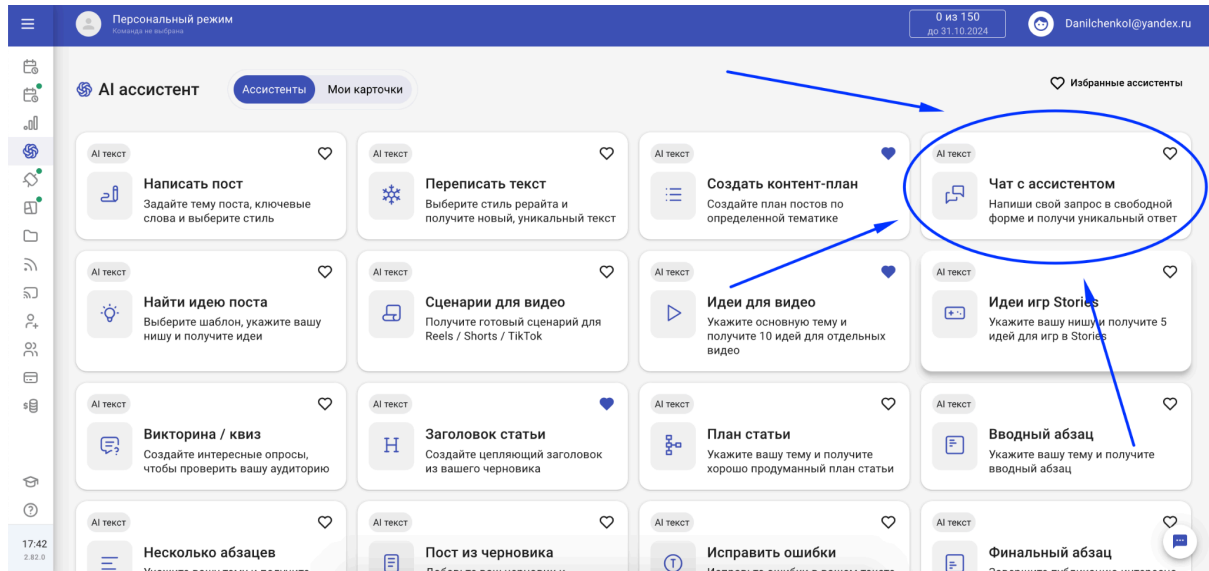 Персональный режим
Команда не выбрана
0 из 150
до 31.10.2024
Danilchenkol@yandex.ru
AI ассистент
Ассистенты
Мои карточки
Избранные ассистенты
AI текст
Написать пост
Задайте тему поста, ключевые
слова и выберите стиль
AI текст
Переписать текст
Выберите стиль рерайта и
получите новый, уникальный текст
AI текст
Создать контент-план
Создайте план постов по
определенной тематике
AI текст
Чат с ассистентом
Напиши свой запрос в свободной
форме и получи уникальный ответ
AI текст
Найти идею поста
Выберите шаблон, укажите вашу
нишу и получите идеи
AI текст
Сценарии для видео
Получите готовый сценарий для
Reels / Shorts / TikTok
AI текст
Идеи для видео
Укажите основную тему и
получите 10 идей для отдельных
видео
AI текст
Идеи игр Stories
Укажите вашу нишу и получите 5
идей для игр в Stories
AI текст
Викторина / квиз
Создайте интересные опросы,
чтобы проверить вашу аудиторию
AI текст
Заголовок статьи
Создайте цепляющий заголовок
из вашего черновика
AI текст
План статьи
Укажите вашу тему и получите
хорошо продуманный план статьи
AI текст
Вводный абзац
Укажите вашу тему и получите
вводный абзац
AI текст
Несколько абзацев
AI текст
Пост из черновика
AI текст
Исправить ошибки
AI текст
Финальный абзац
17:42
2.82.0